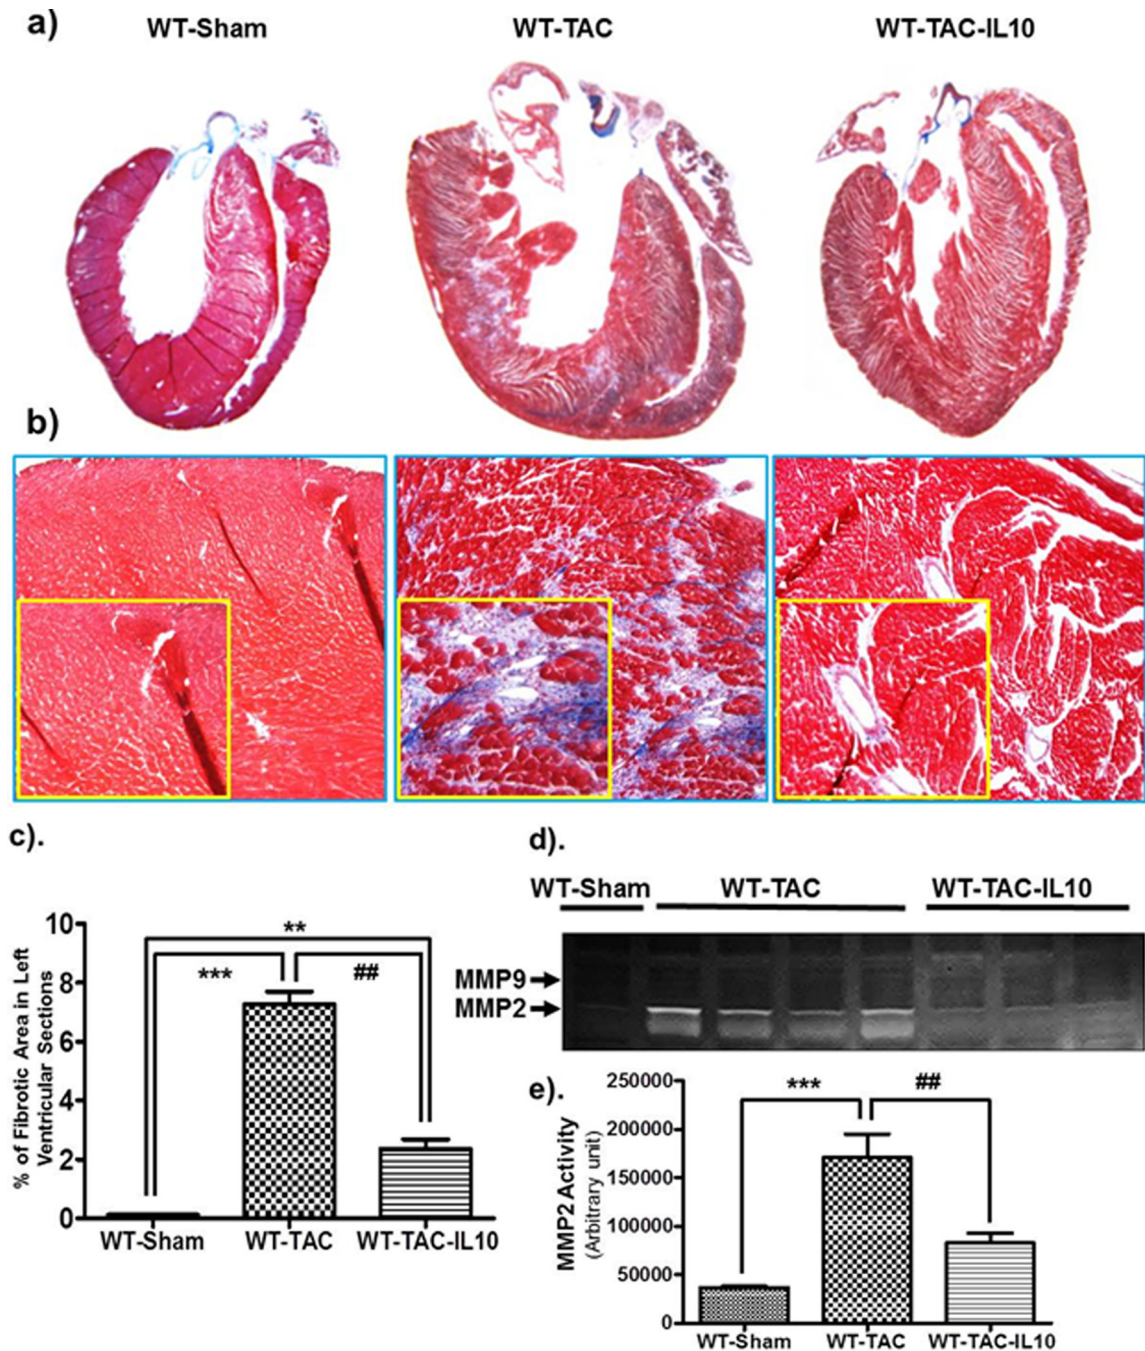 a)
WT-Sham WT-TAC WT-TAC-IL10
b)
c).
% of Fibrotic Area in Left
Ventricular Sections
10
8
6
4
2
0
**
*** ##
WT-Sham WT-TAC WT-TAC-IL10
d).
WT-Sham WT-TAC WT-TAC-IL10
MMP9
MMP2
e).
MMP2 Activity
(Arbitrary unit)
250000
200000
150000
100000
50000
0
*** ##
WT-Sham WT-TAC WT-TAC-IL10